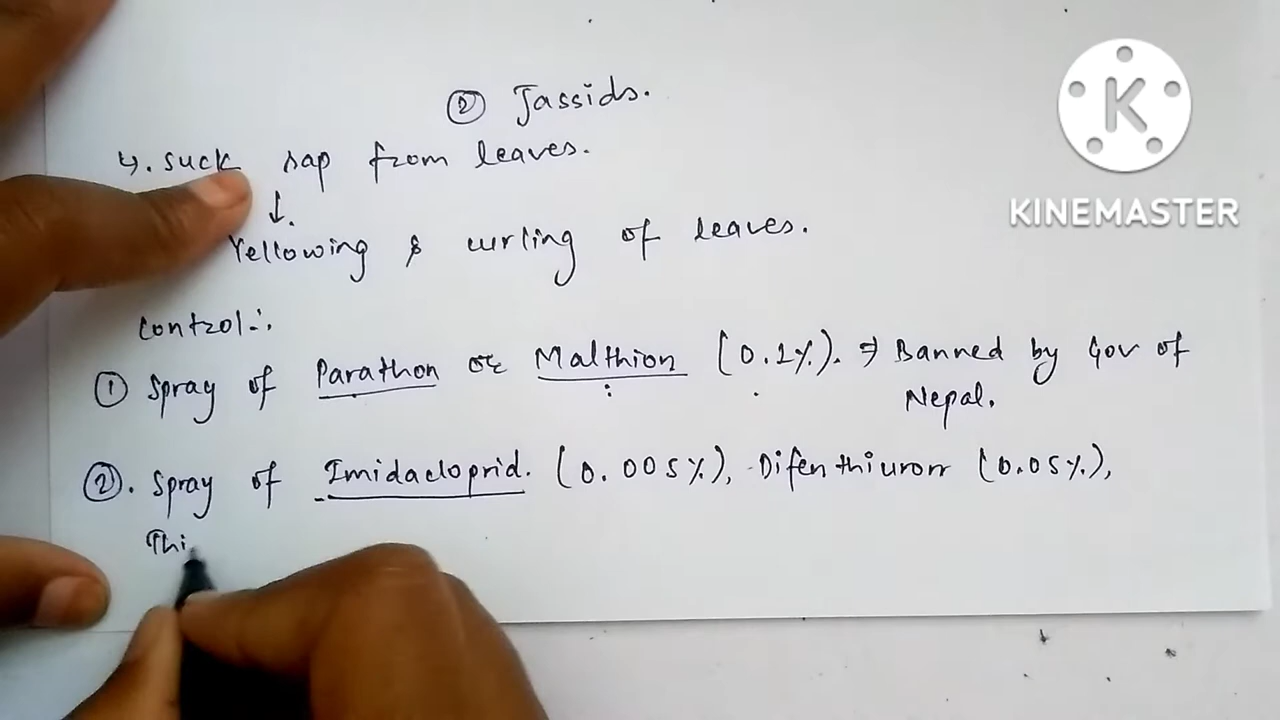 ② Jassids.
↳. suck sap from leaves.
↓.
Yellowing & curling of leaves.
Control:-
① Spray of Parathon or Malthion (0.1%). ⇒ Banned by Gov of
Nepal.
②. Spray of Imidacloprid. (0.005%), Difenthiuron (0.05%),
Thi
K
KINEMASTER